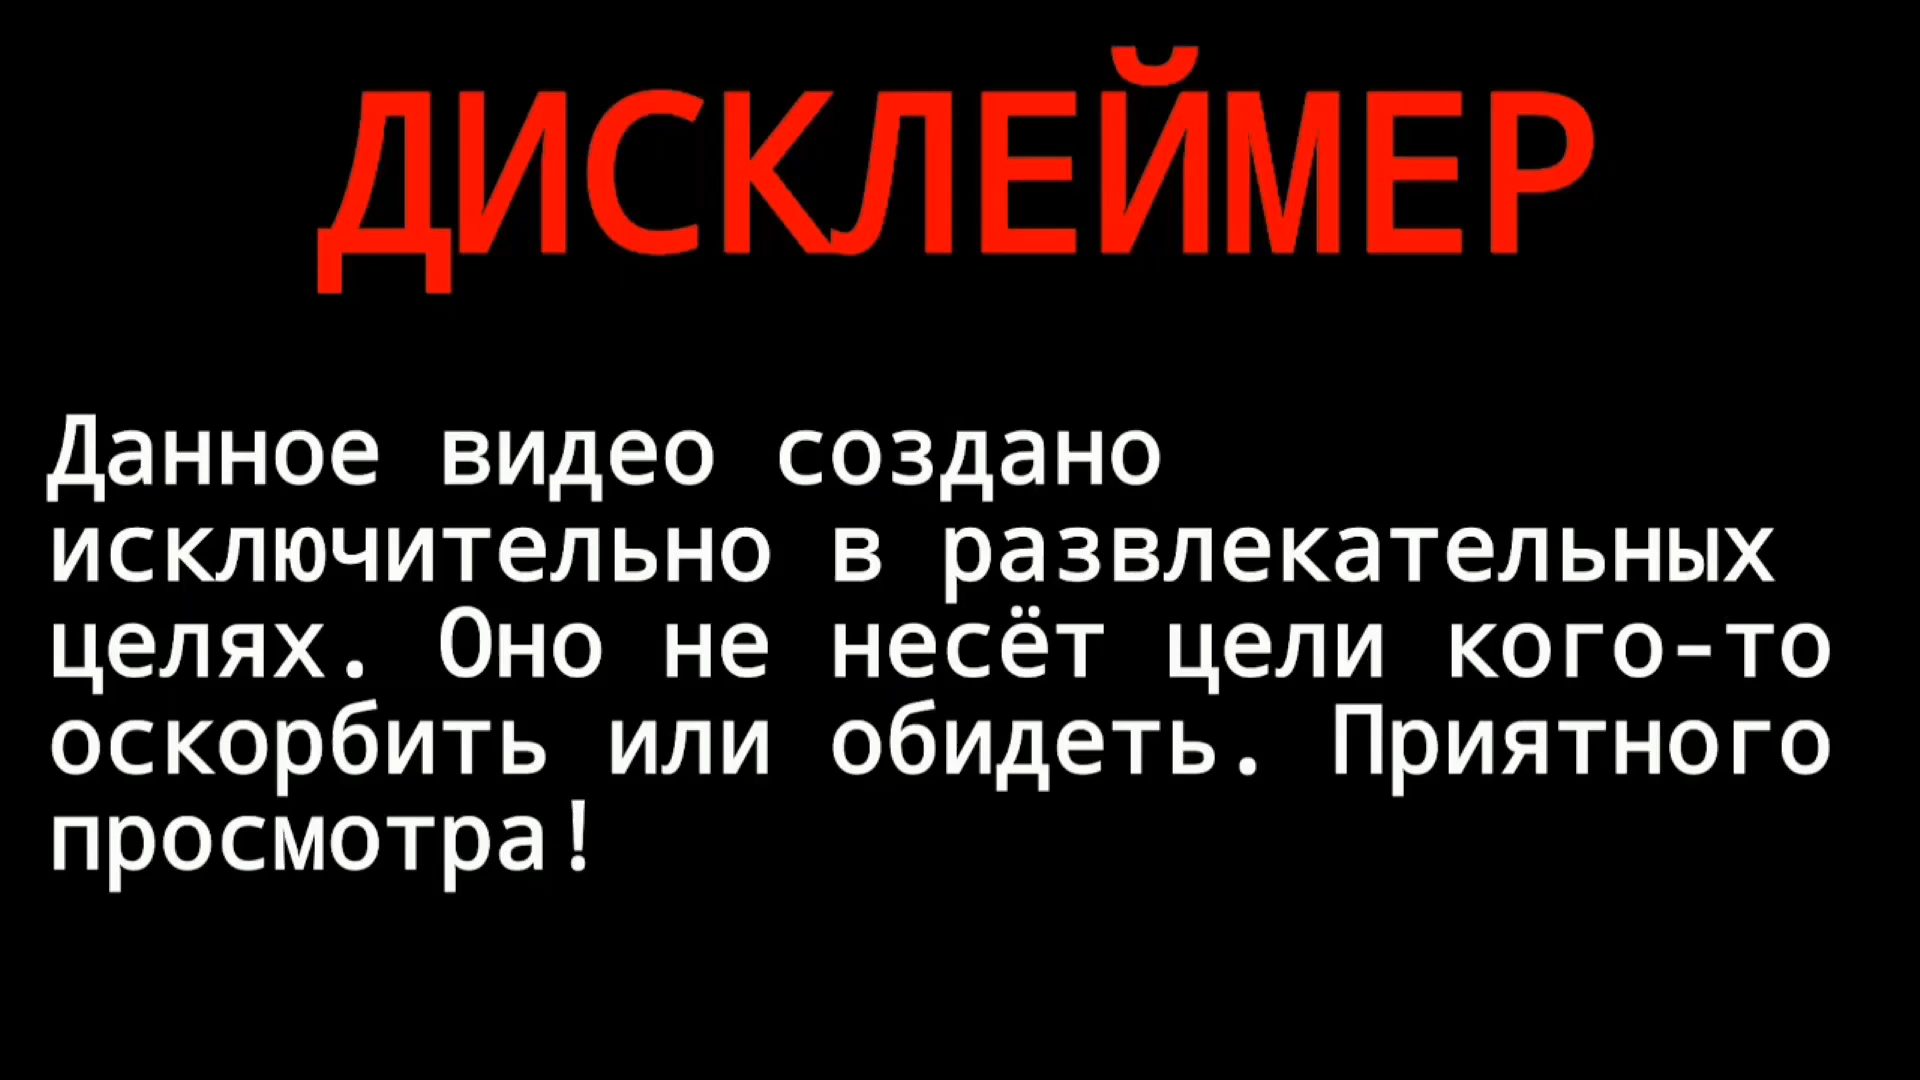 ДИСКЛЕЙМЕР
Данное видео создано
исключительно в развлекательных
целях. Оно не несёт цели кого-то
оскорбить или обидеть. Приятного
просмотра!